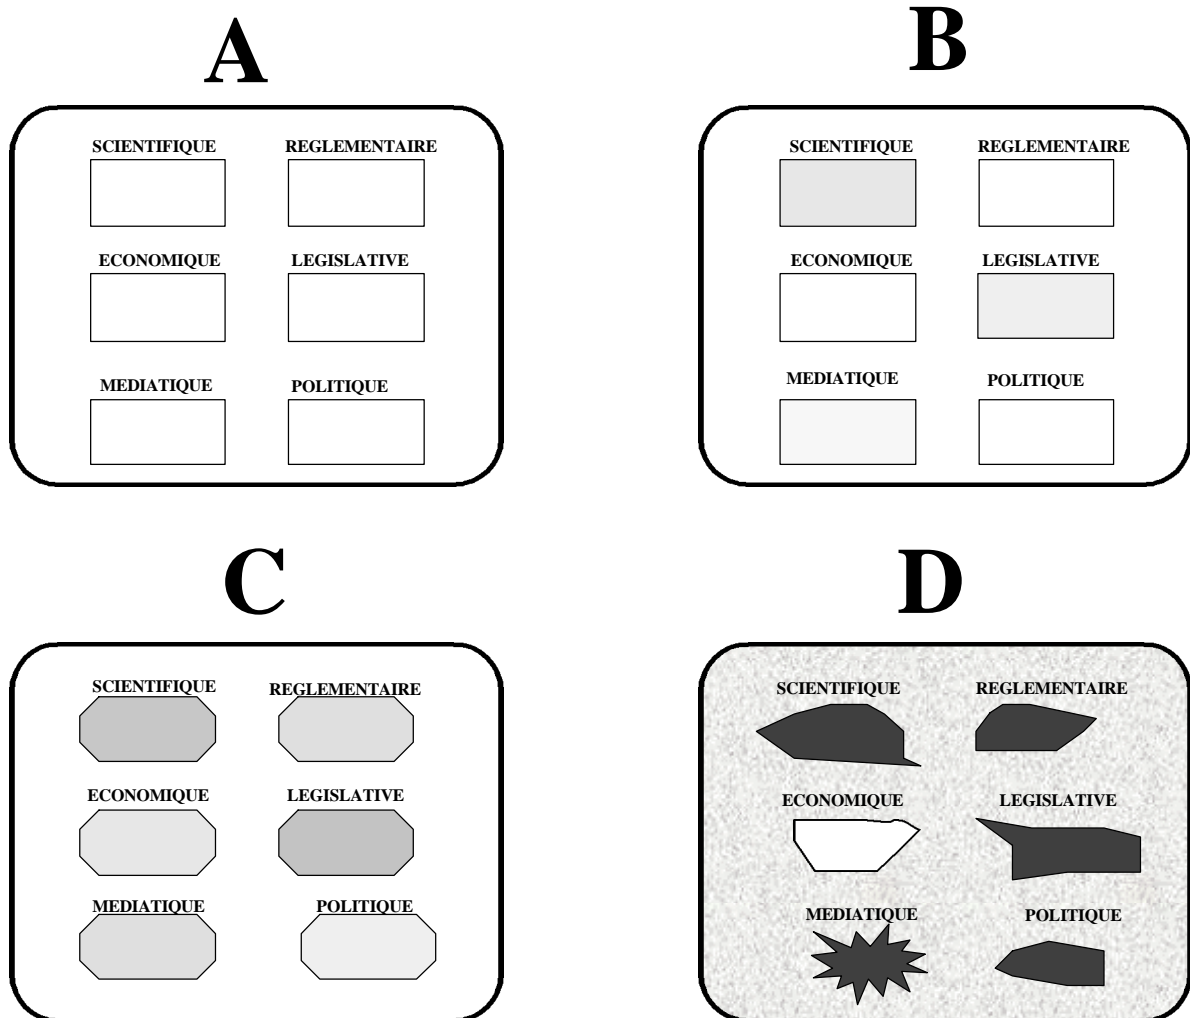 A
SCIENTIFIQUE REGLEMENTAIRE
ECONOMIQUE LEGISLATIVE
MEDIATIQUE POLITIQUE
B
SCIENTIFIQUE REGLEMENTAIRE
ECONOMIQUE LEGISLATIVE
MEDIATIQUE POLITIQUE
C
SCIENTIFIQUE REGLEMENTAIRE
ECONOMIQUE LEGISLATIVE
MEDIATIQUE POLITIQUE
D
SCIENTIFIQUE REGLEMENTAIRE
ECONOMIQUE LEGISLATIVE
MEDIATIQUE POLITIQUE